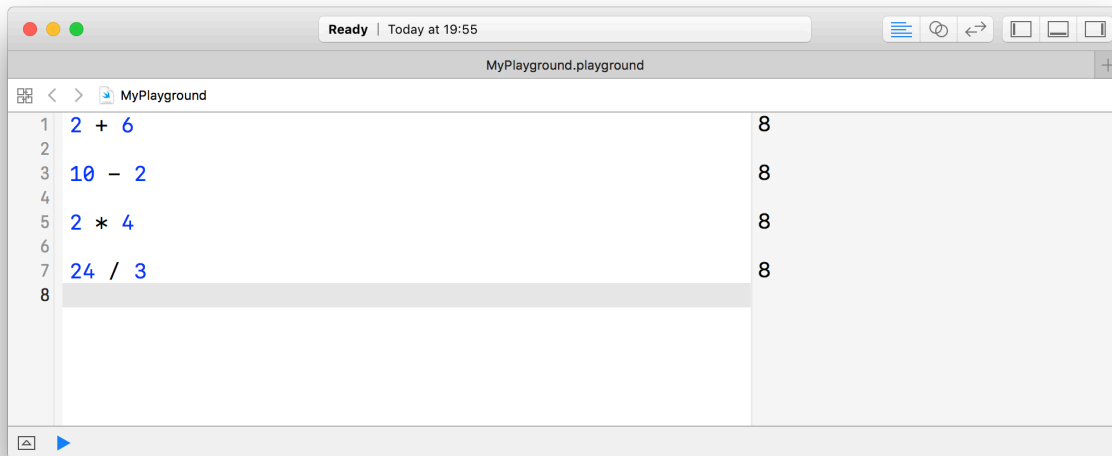 Ready | Today at 19:55
MyPlayground.playground
MyPlayground
1 2 + 6 8
2
3 10 − 2 8
4
5 2 * 4 8
6
7 24 / 3 8
8